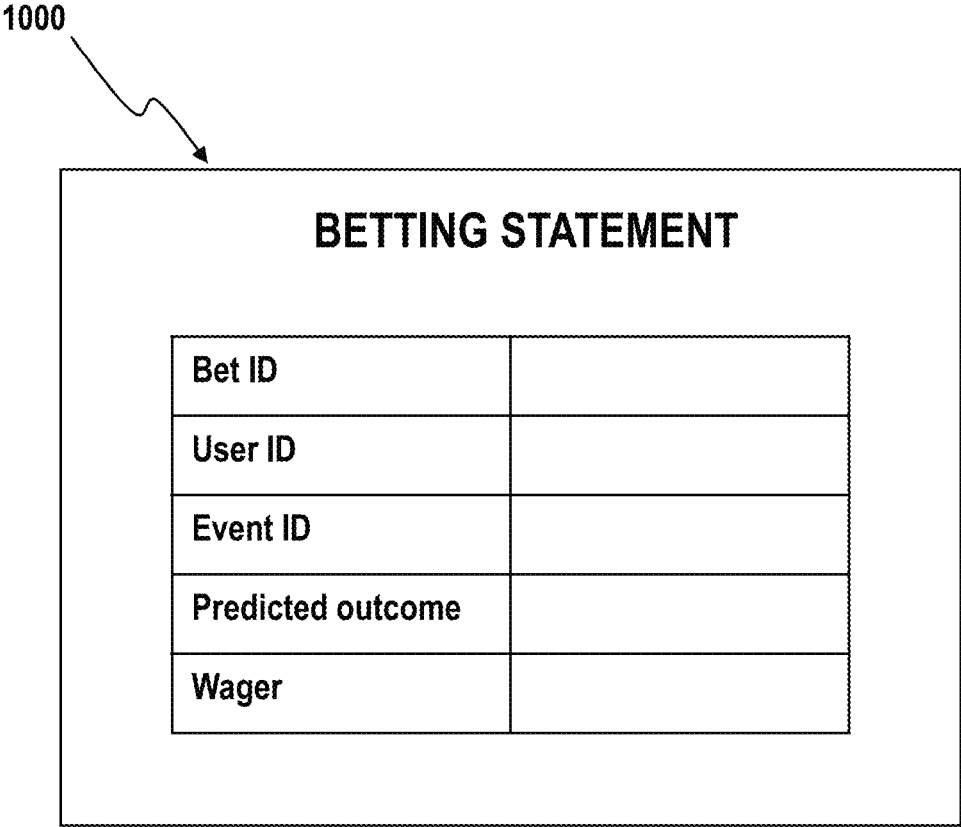 1000
BETTING STATEMENT
Bet ID
User ID
Event ID
Predicted outcome
Wager